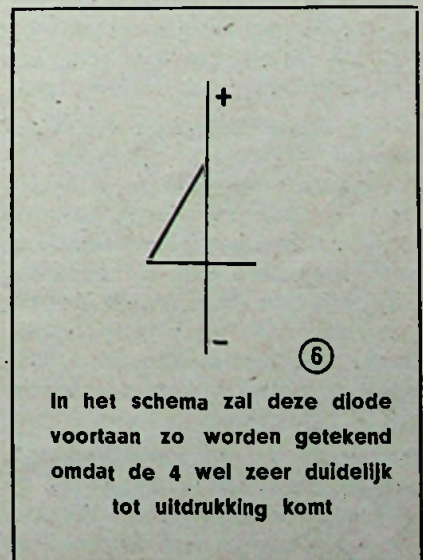 +
-
6
In het schema zal deze diode
voortaan zo worden getekend
omdat de 4 wel zeer duidelijk
tot uitdrukking komt